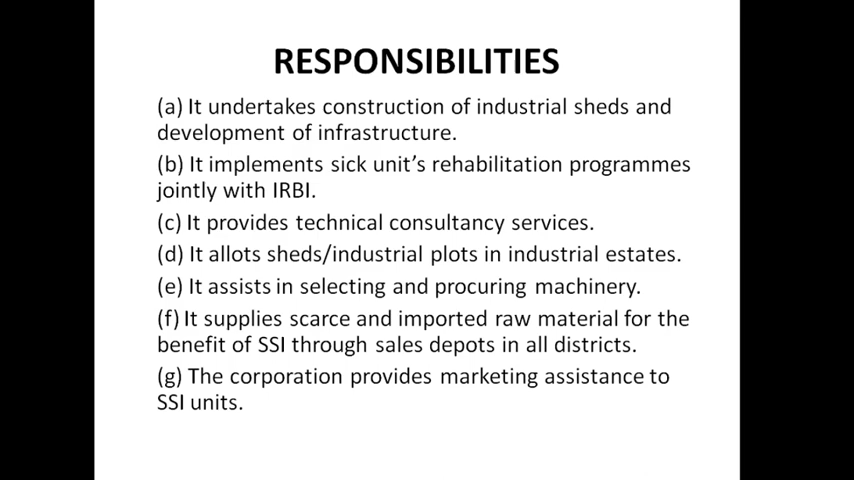 RESPONSIBILITIES
(a) It undertakes construction of industrial sheds and
development of infrastructure.
(b) It implements sick unit’s rehabilitation programmes
jointly with IRBI.
(c) It provides technical consultancy services.
(d) It allots sheds/industrial plots in industrial estates.
(e) It assists in selecting and procuring machinery.
(f) It supplies scarce and imported raw material for the
benefit of SSI through sales depots in all districts.
(g) The corporation provides marketing assistance to
SSI units.